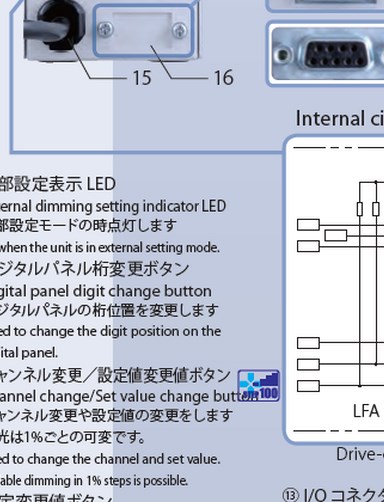 15
16
Internal ci
部設定表示 LED
ernal dimming setting indicator LED
部設定モードの時点灯します
when the unit is in external setting mode.
ジタルパネル桁変更ボタン
gital panel digit change button
ジタルパネルの桁位置を変更します
ed to change the digit position on the
ital panel.
ャンネル変更／設定値変更値ボタン
annel change/Set value change button
100
ャンネル変更や設定値の変更をします
光は1%ごとの可変です。
ed to change the channel and set value.
able dimming in 1% steps is possible.
定変更値ボタン
LFA
Drive-
⑬ I/O コネクタ